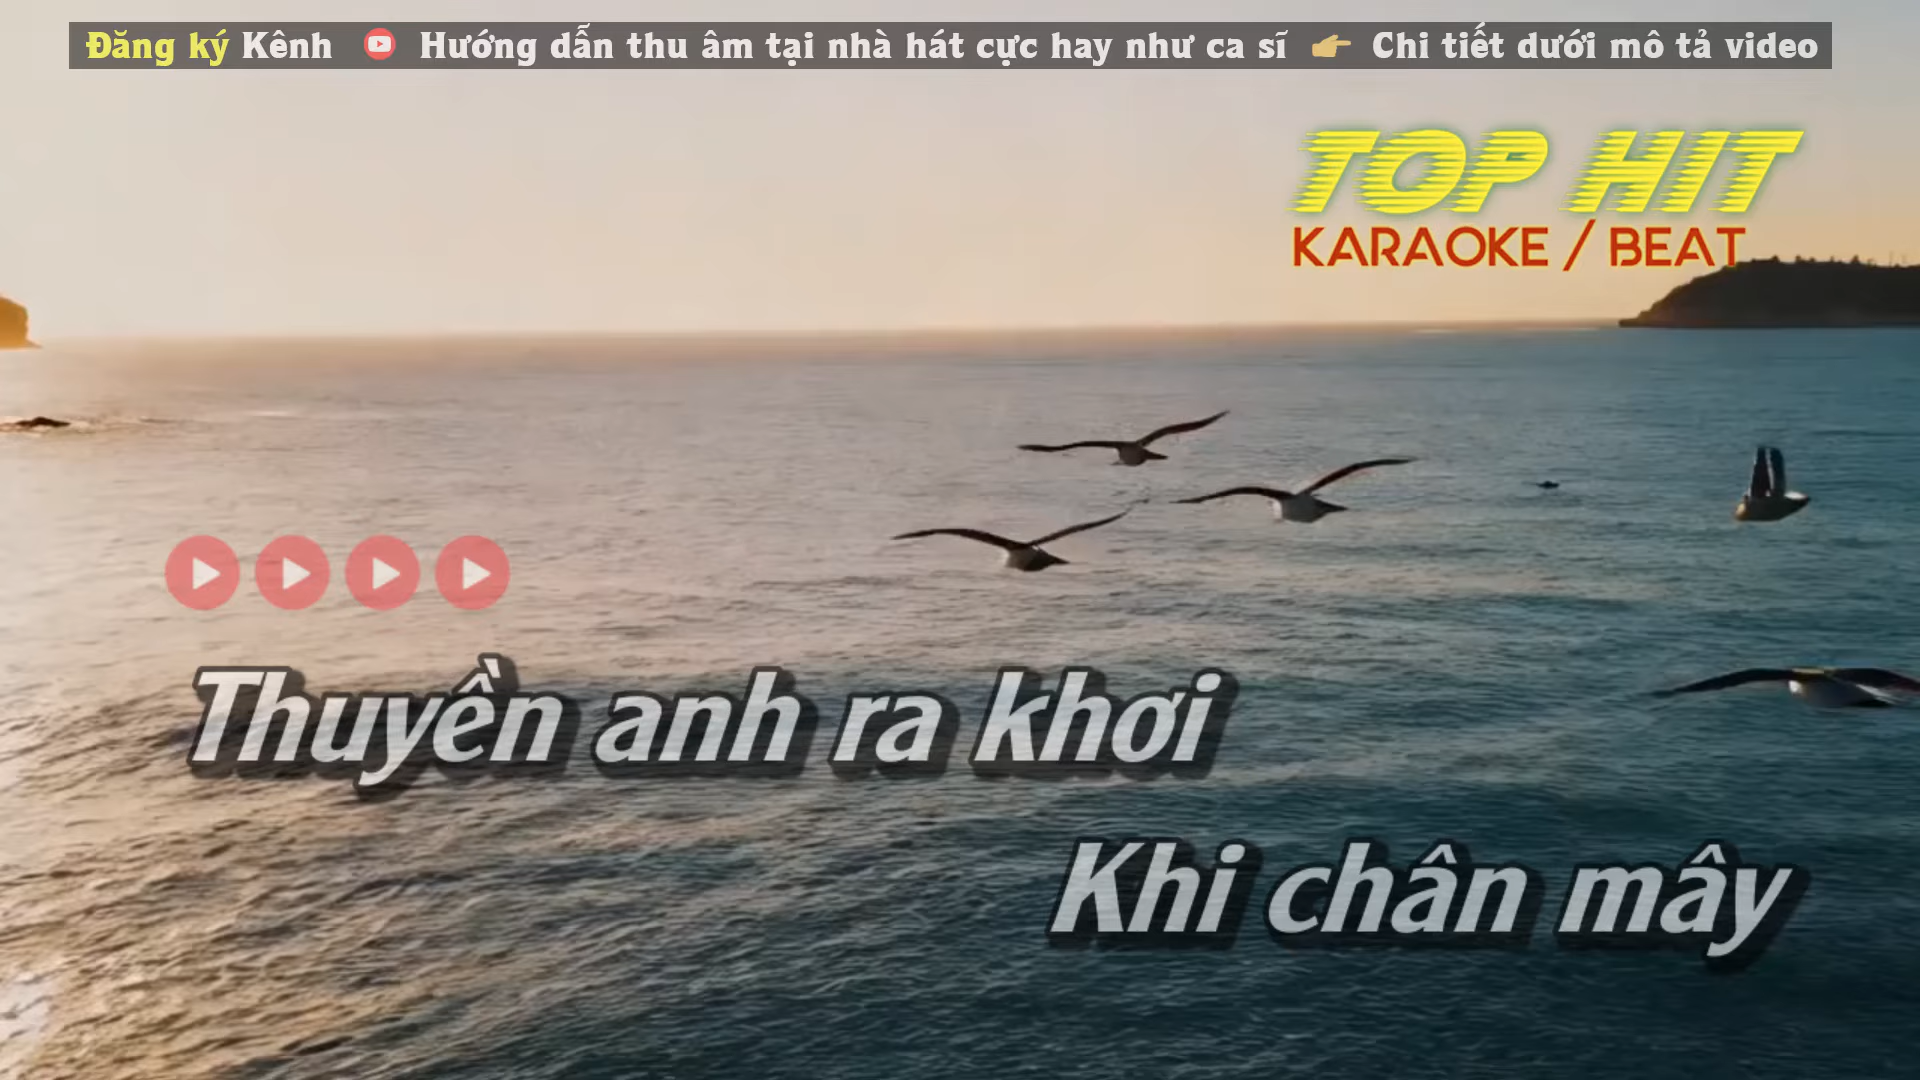 Đăng ký Kênh Hướng dẫn thu âm tại nhà hát cực hay như ca sĩ Chi tiết dưới mô tả video
TOP HIT
KARAOKE / BEAT
Thuyền anh ra khơi
Khi chân mây